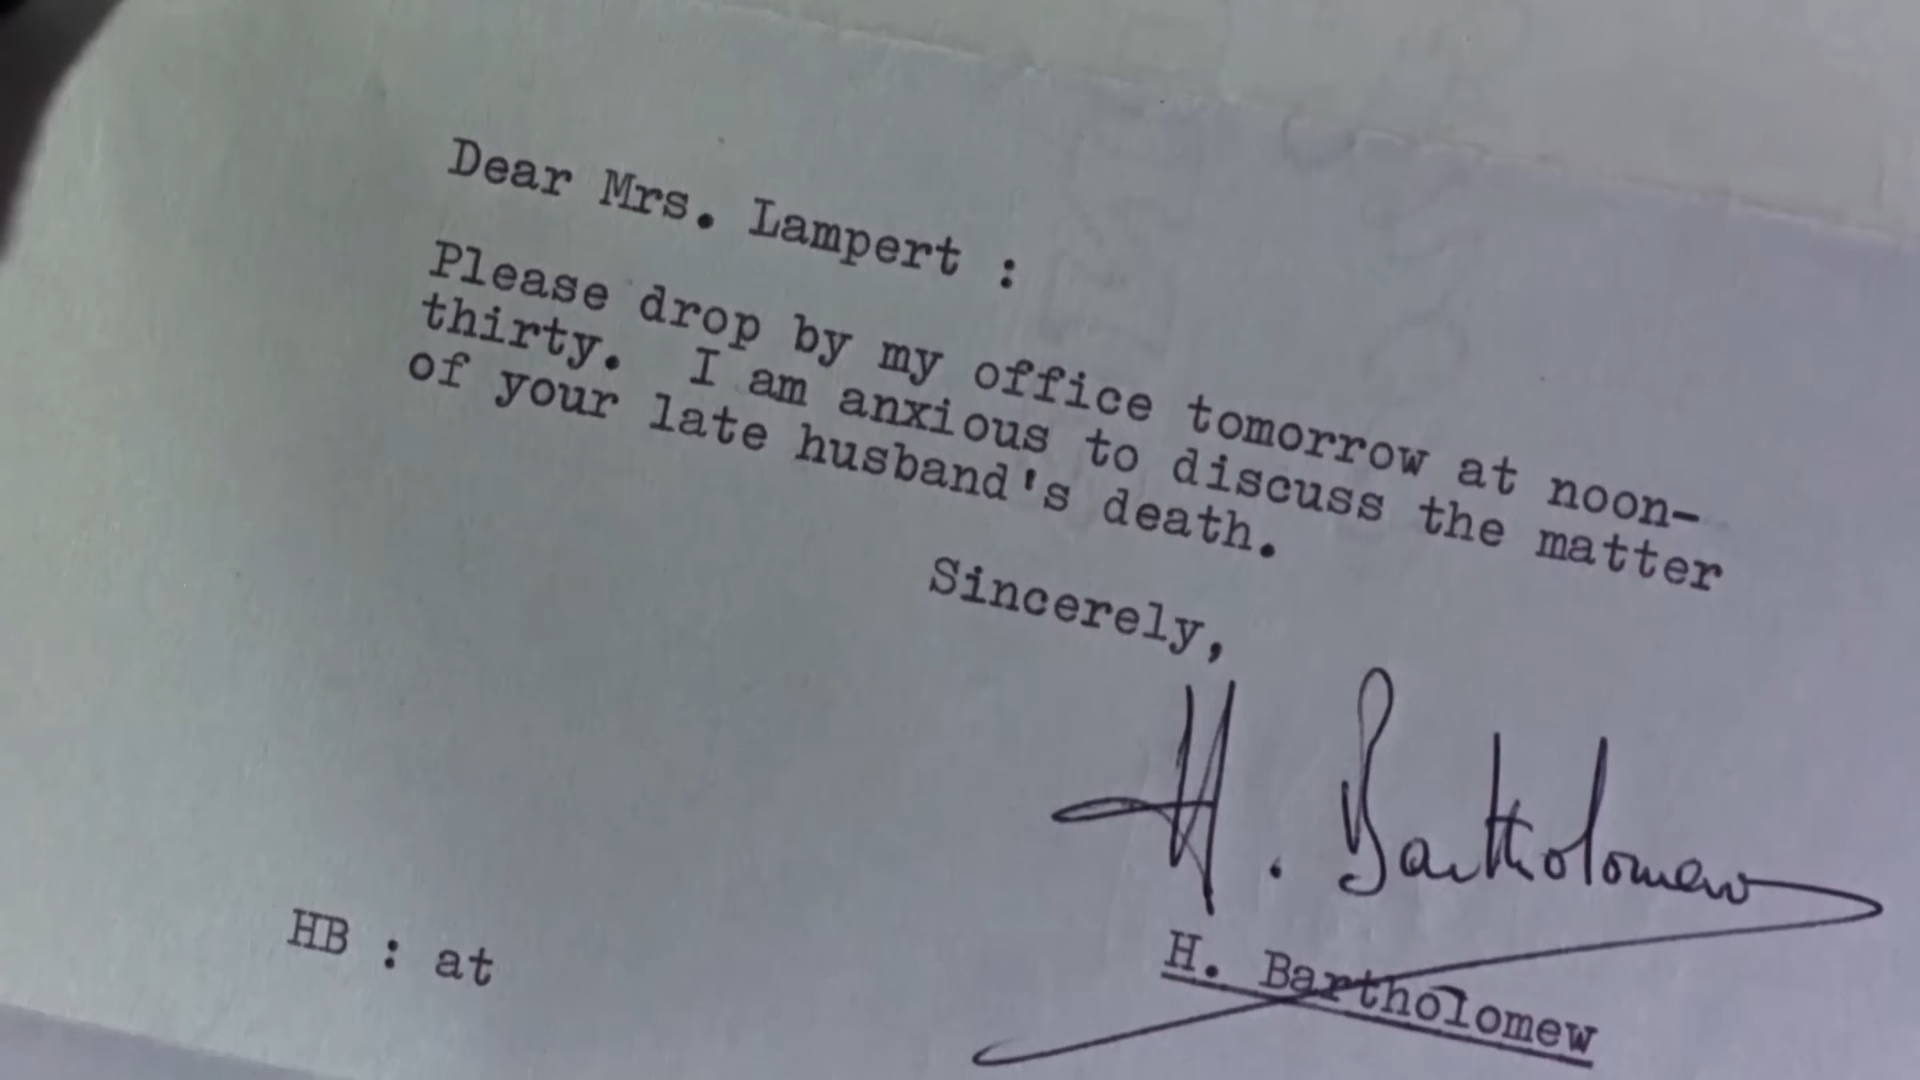 Dear Mrs. Lampert :
Please drop by my office tomorrow at noon-
thirty. I am anxious to discuss the matter
of your late husband's death.
Sincerely,
H. Bartholomew
H. Bartholomew
HB : at